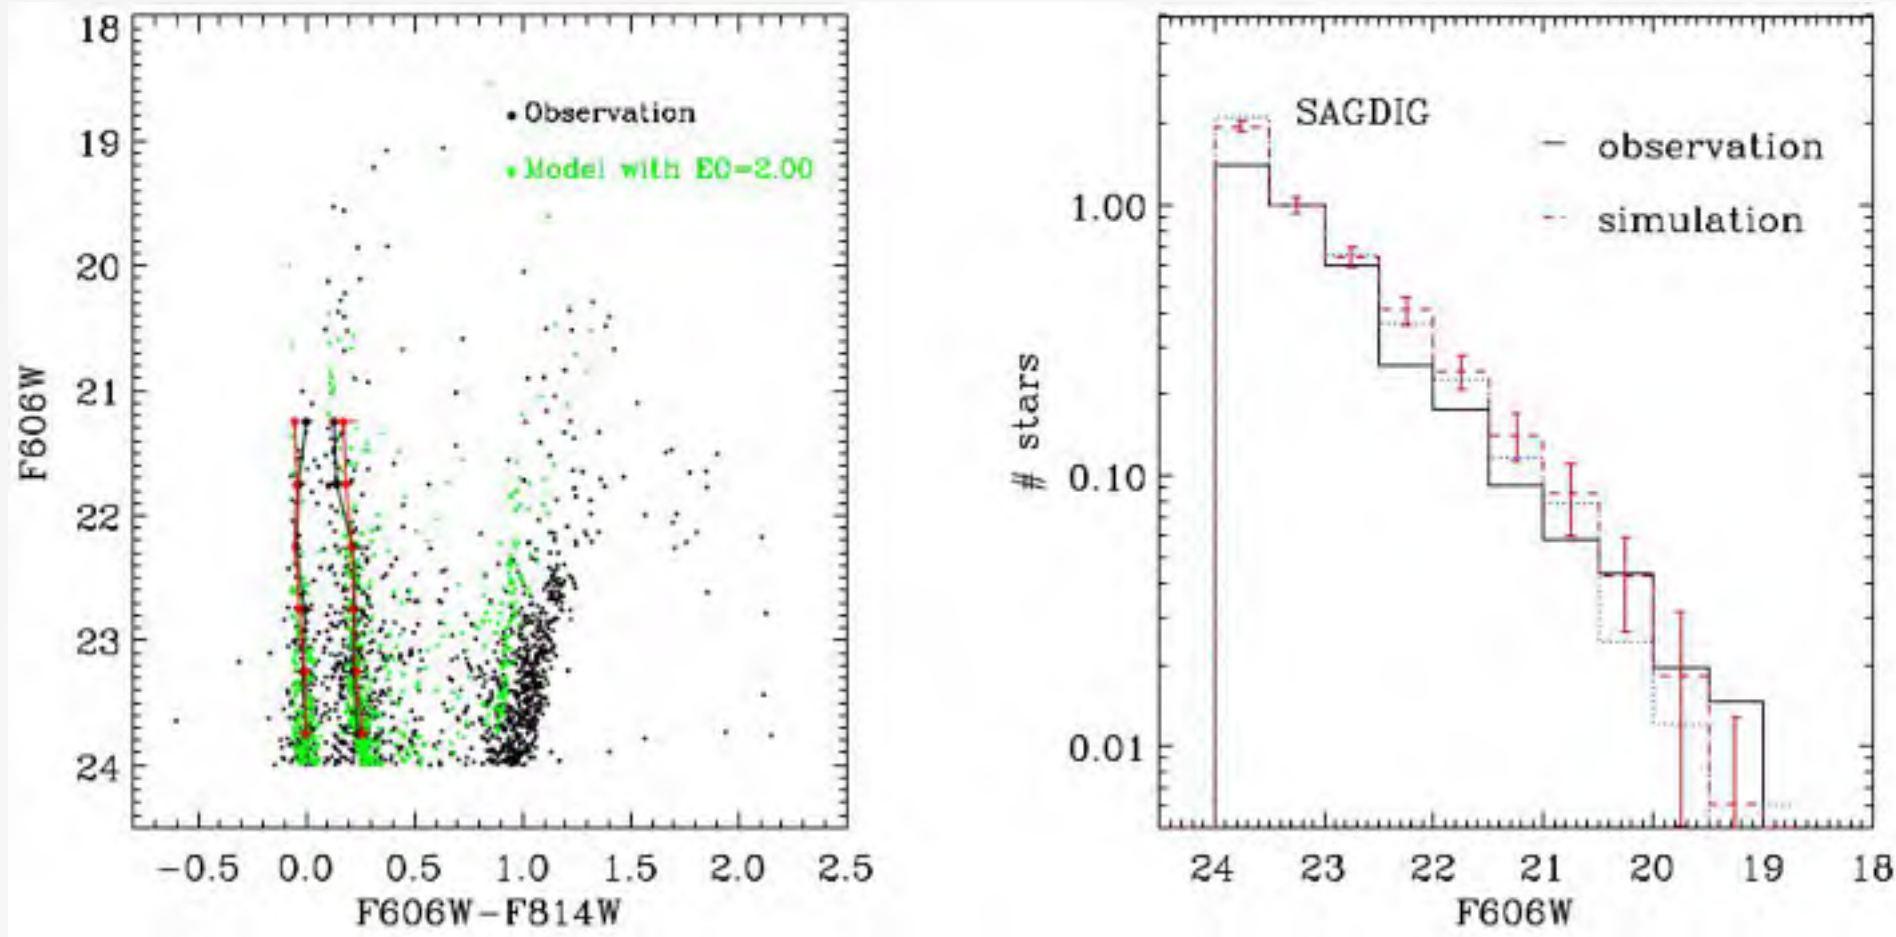 18
19
20
21
22
23
24
F606W
-0.5 0.0 0.5 1.0 1.5 2.0 2.5
F606W-F814W
Observation
Model with EO=2.00
1.00
0.10
0.01
# stars
SAGDIG
observation
simulation
24 23 22 21 20 19 18
F606W